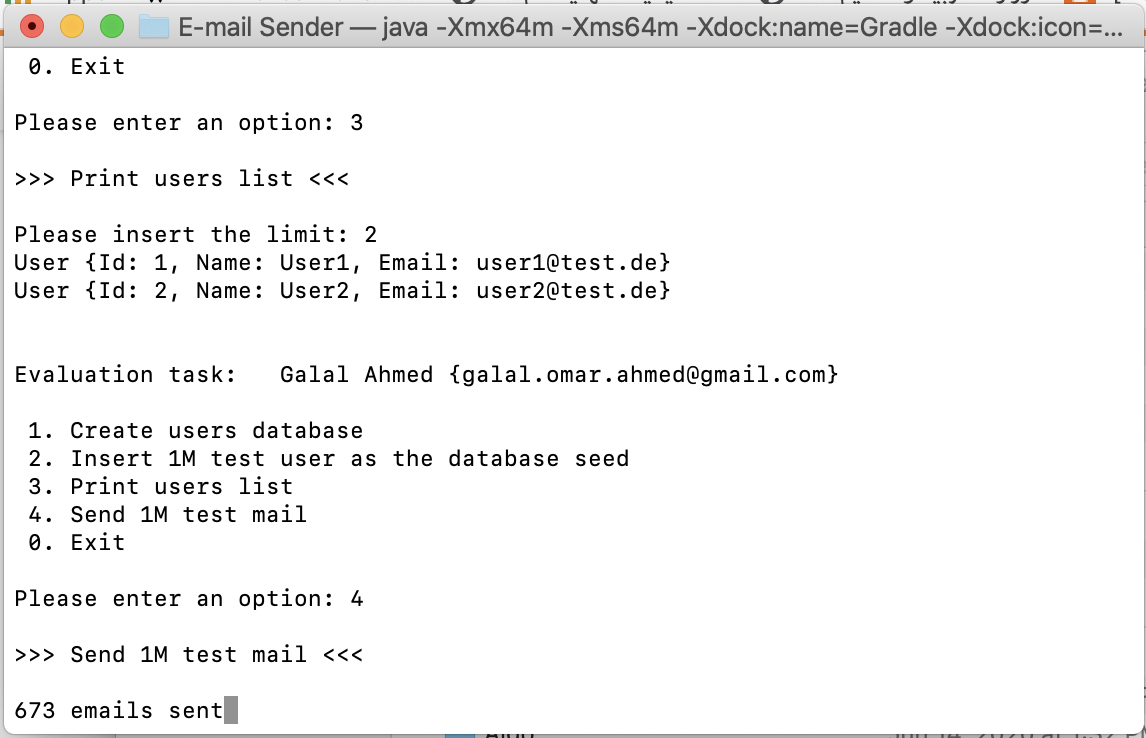 E-mail Sender — java -Xmx64m -Xms64m -Xdock:name=Gradle -Xdock:icon=...
0. Exit
Please enter an option: 3
>>> Print users list <<<
Please insert the limit: 2
User {Id: 1, Name: User1, Email: user1@test.de}
User {Id: 2, Name: User2, Email: user2@test.de}
Evaluation task:   Galal Ahmed {galal.omar.ahmed@gmail.com}
1. Create users database
2. Insert 1M test user as the database seed
3. Print users list
4. Send 1M test mail
0. Exit
Please enter an option: 4
>>> Send 1M test mail <<<
673 emails sent